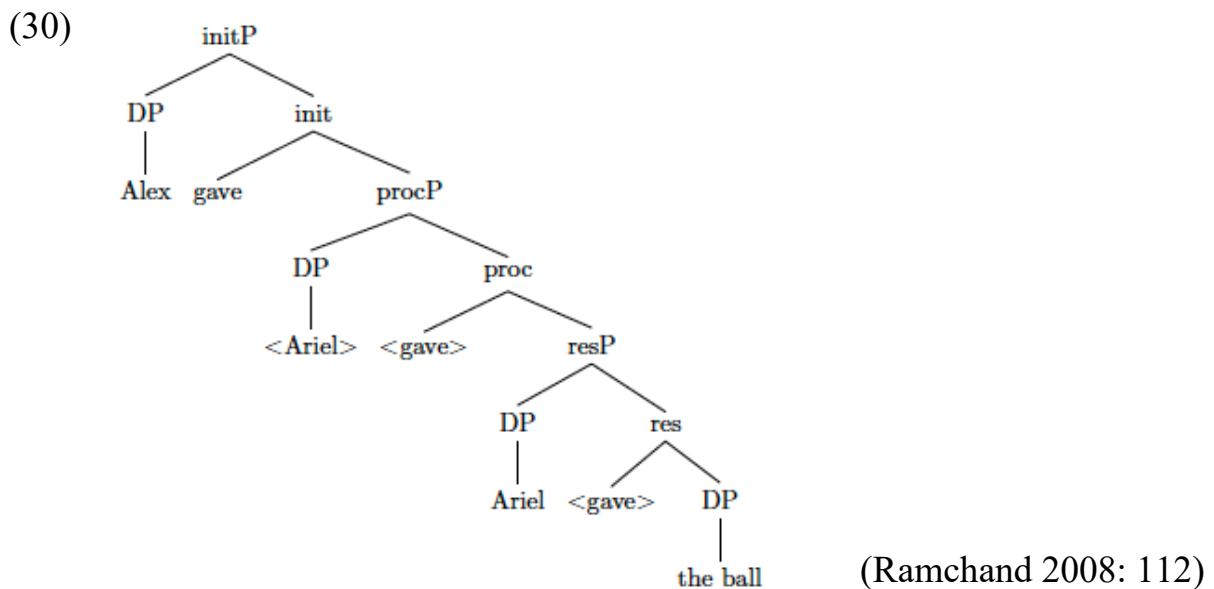 (30)
initP
DP init
Alex gave procP
DP proc
<Ariel> <gave> resP
DP res
Ariel <gave> DP
the ball (Ramchand 2008: 112)